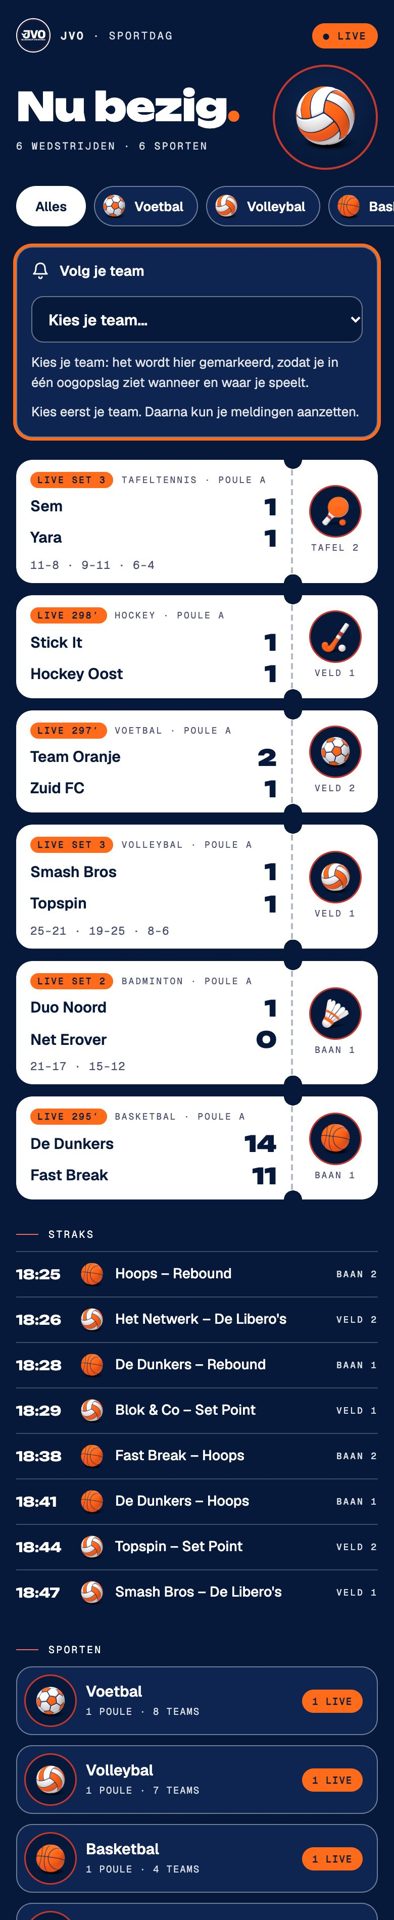 JVO JVO · SPORTDAG
● LIVE
Nu bezig.
6 WEDSTRIJDEN · 6 SPORTEN
Alles
Voetbal
Volleybal
Bas
Volg je team
Kies je team...
Kies je team: het wordt hier gemarkeerd, zodat je in
één oogopslag ziet wanneer en waar je speelt.
Kies eerst je team. Daarna kun je meldingen aanzetten.
LIVE SET 3 TAFELTENNIS · POULE A
Sem 1
Yara 1
11–8 · 9–11 · 6–4
TAFEL 2
LIVE 298' HOCKEY · POULE A
Stick It 1
Hockey Oost 1
VELD 1
LIVE 297' VOETBAL · POULE A
Team Oranje 2
Zuid FC 1
VELD 2
LIVE SET 3 VOLLEYBAL · POULE A
Smash Bros 1
Topspin 1
25–21 · 19–25 · 8–6
VELD 1
LIVE SET 2 BADMINTON · POULE A
Duo Noord 1
Net Erover 0
21–17 · 15–12
BAAN 1
LIVE 295' BASKETBAL · POULE A
De Dunkers 14
Fast Break 11
BAAN 1
STRAKS
18:25 Hoops – Rebound BAAN 2
18:26 Het Netwerk – De Libero's VELD 2
18:28 De Dunkers – Rebound BAAN 1
18:29 Blok & Co – Set Point VELD 1
18:38 Fast Break – Hoops BAAN 2
18:41 De Dunkers – Hoops BAAN 1
18:44 Topspin – Set Point VELD 2
18:47 Smash Bros – De Libero's VELD 1
SPORTEN
Voetbal
1 POULE · 8 TEAMS
1 LIVE
Volleybal
1 POULE · 7 TEAMS
1 LIVE
Basketbal
1 POULE · 4 TEAMS
1 LIVE